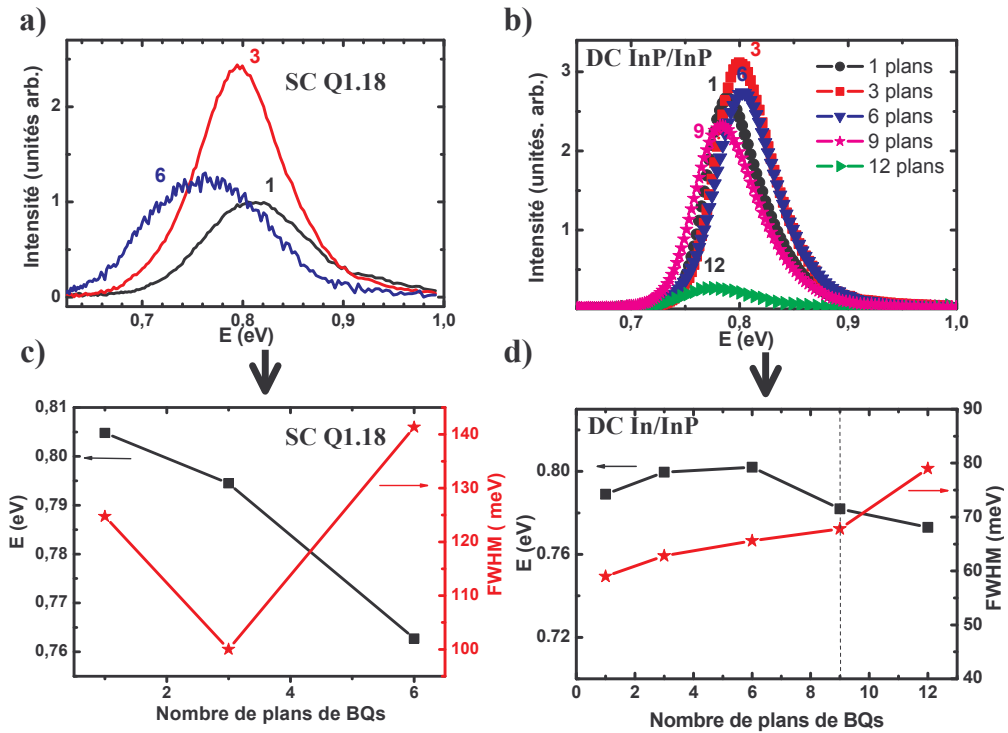 a)
SC Q1.18
3
6
1
Intensité (unités arb.)
2
1
0
0,7
0,8
0,9
1,0
E (eV)
b)
DC InP/InP
3
1
6
9
12
1 plans
3 plans
6 plans
9 plans
12 plans
Intensité (unités. arb.)
3
2
1
0,7
0,8
0,9
1,0
E (eV)
c)
SC Q1.18
E (eV)
0,81
0,80
0,79
0,78
0,77
0,76
FWHM ( meV)
140
130
120
110
100
2
4
6
Nombre de plans de BQs
d)
DC In/InP
E (eV)
0.80
0.76
0.72
FWHM (meV)
90
80
70
60
50
40
0
2
4
6
8
10
12
Nombre de plans de BQs